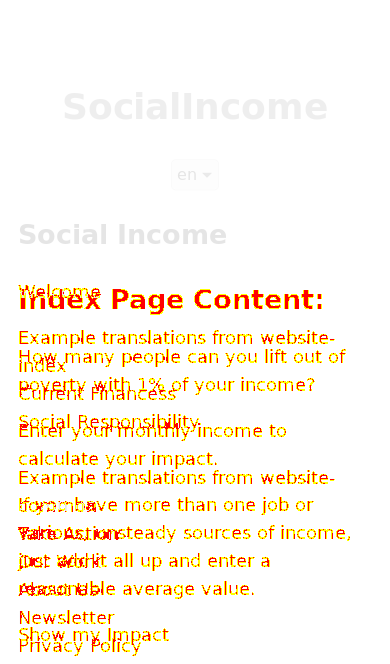 SocialIncome
en
Social Income
Welcome
Index Page Content:
Example translations from website-
How many people can you lift out of
index
poverty with 1% of your income?
Current Financess
Social Responsibility
Enter your monthly income to
calculate your impact.
Example translations from website-
If you have more than one job or
Take Action
various, unsteady sources of income,
Our Work
just add it all up and enter a
About Us
reasonable average value.
Newsletter
Show my Impact
Privacy Policy